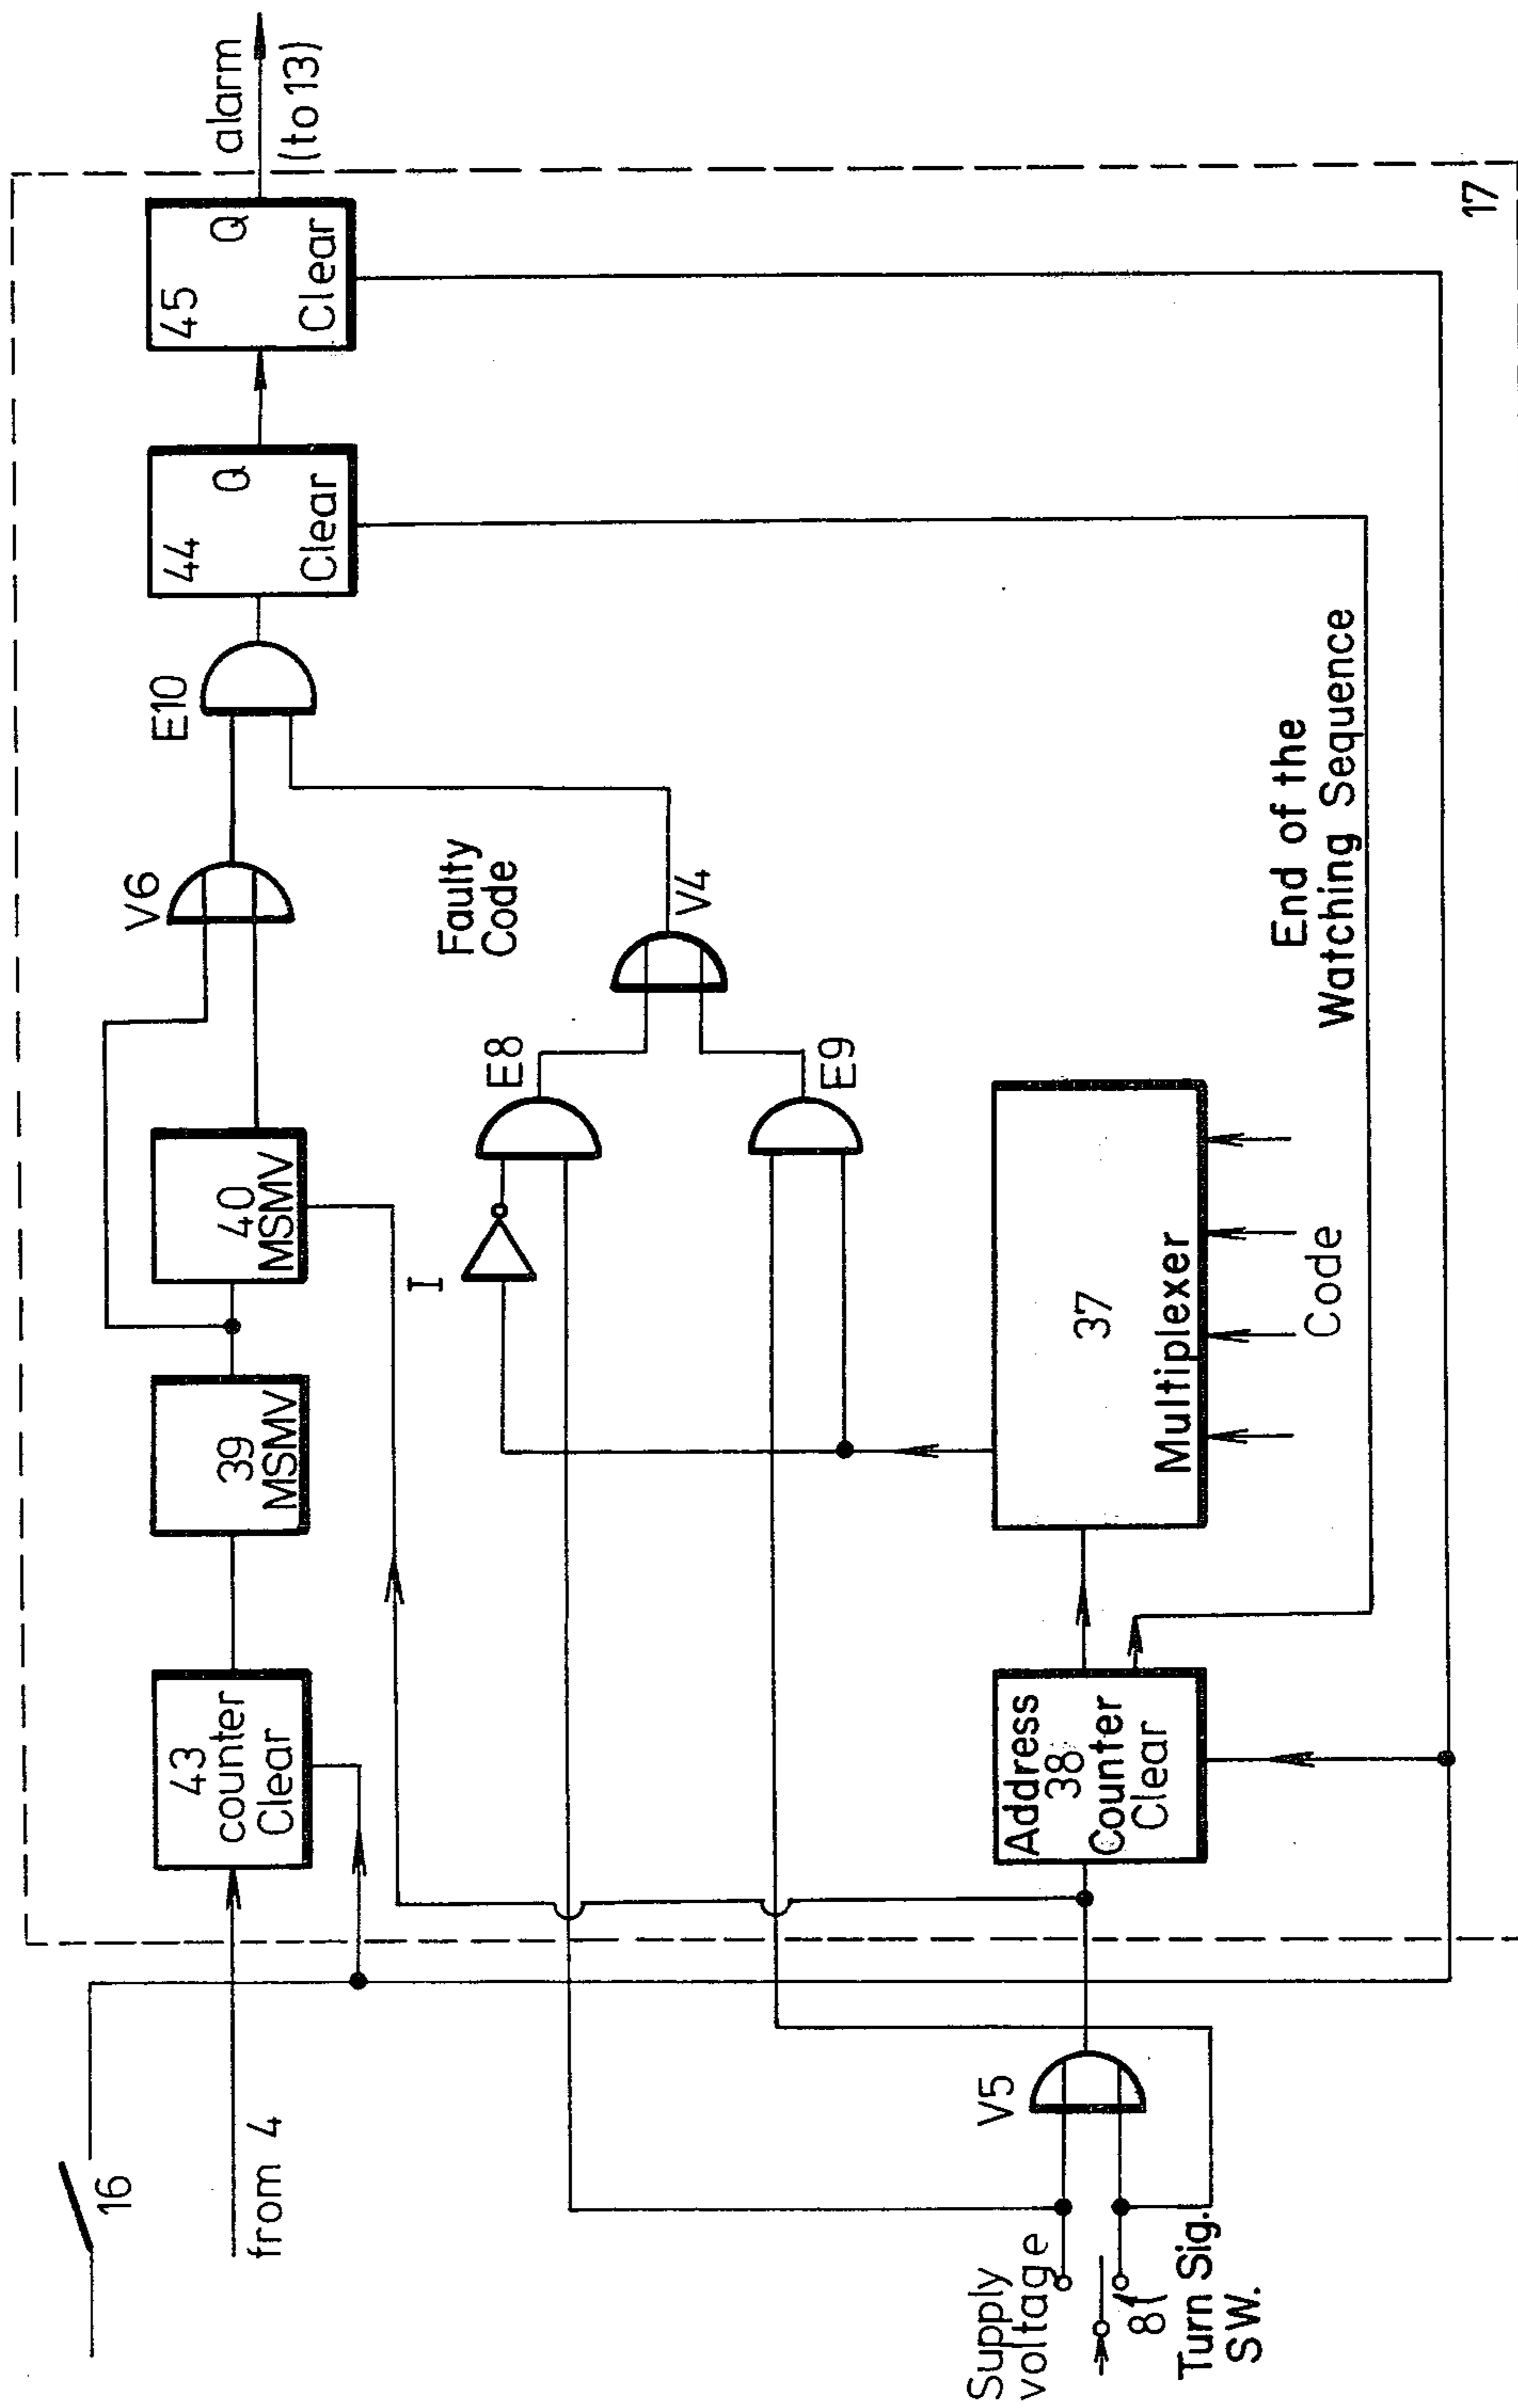 16
from 4
43
counter
Clear
39
MSMV
40
MSMV
V6
E10
44
Q
Clear
45
Q
Clear
alarm
(to 13)
I
E8
E9
Faulty
Code
V4
Supply
voltage
8
Turn Sig.
SW.
V5
Address
38
Counter
Clear
37
Multiplexer
Code
End of the
Watching Sequence
17